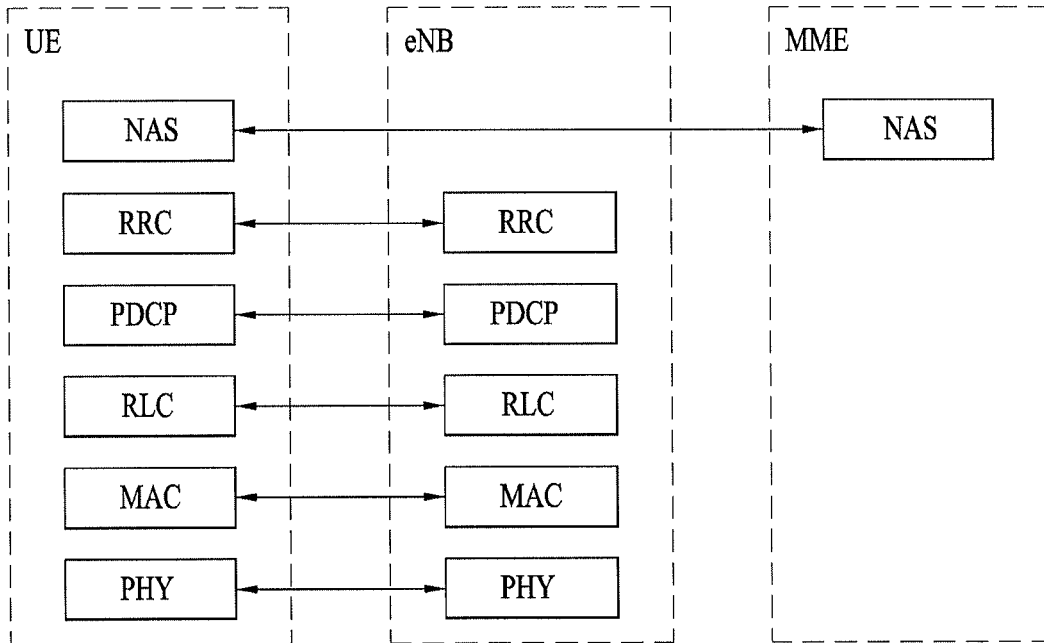 UE eNB MME
NAS NAS
RRC RRC
PDCP PDCP
RLC RLC
MAC MAC
PHY PHY